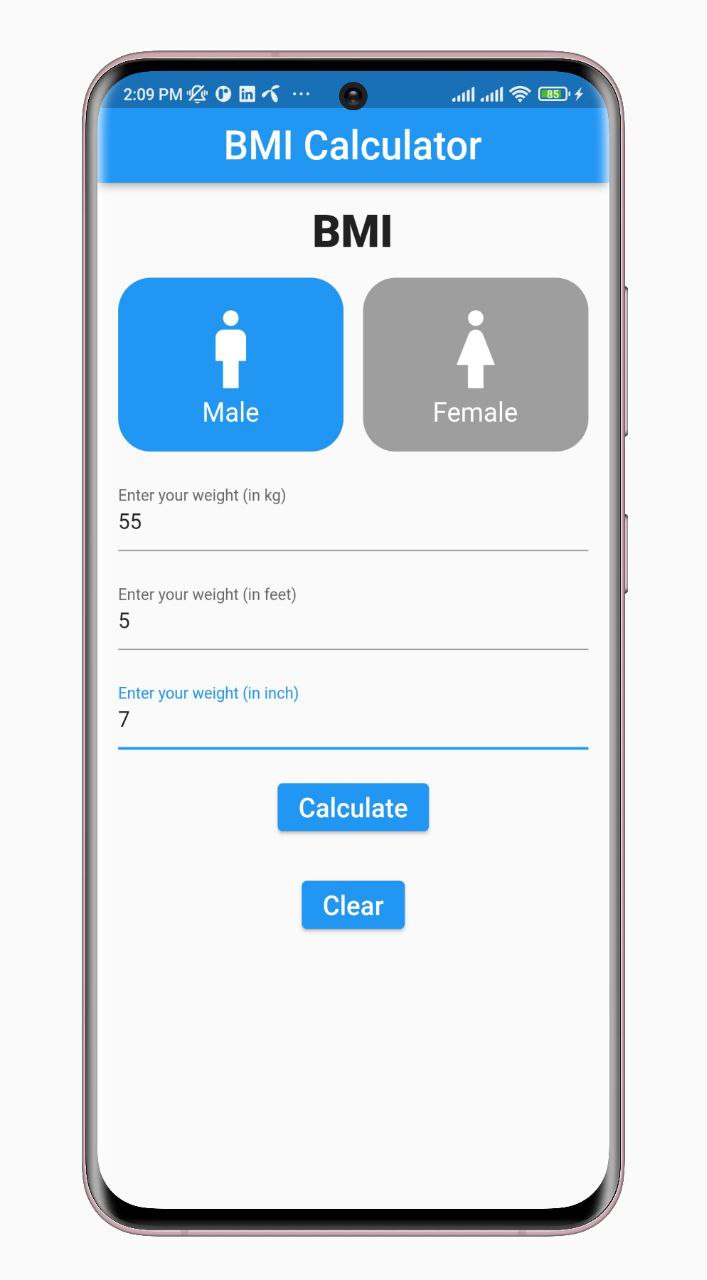 2:09 PM in ... 85
BMI Calculator
BMI
Male Female
Enter your weight (in kg)
55
Enter your weight (in feet)
5
Enter your weight (in inch)
7
Calculate
Clear